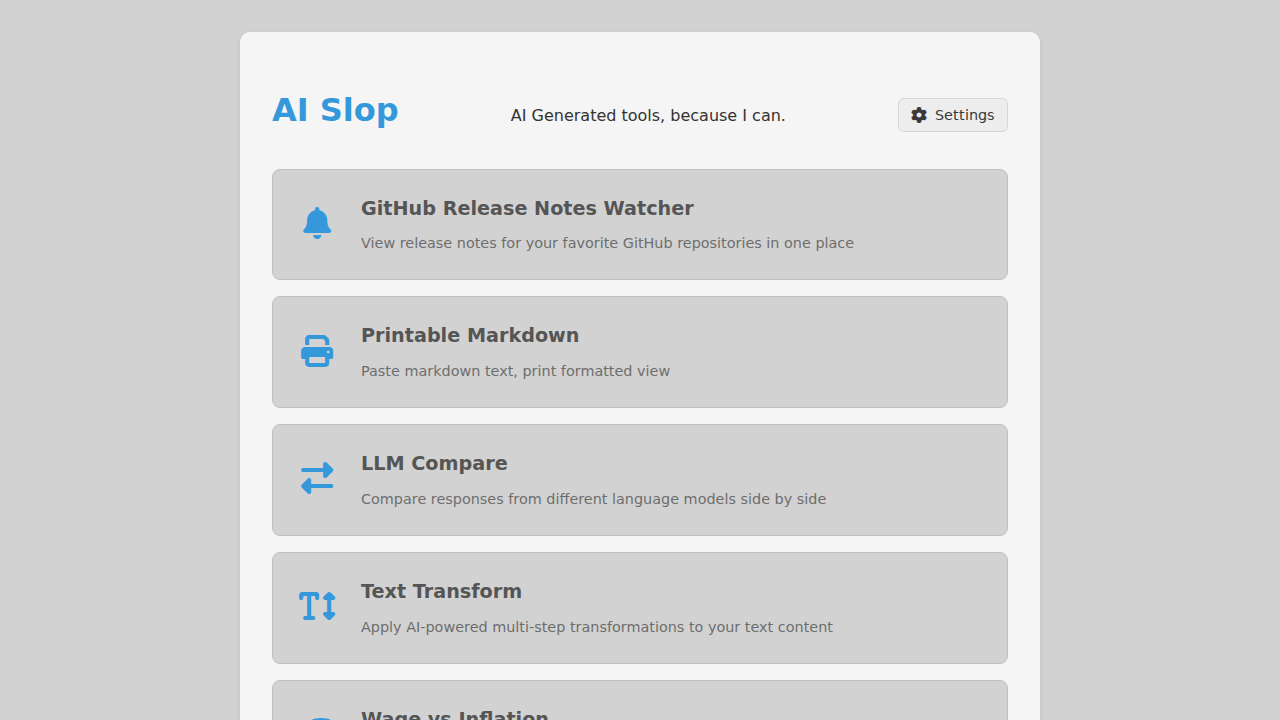 AI Slop
AI Generated tools, because I can.
Settings
GitHub Release Notes Watcher
View release notes for your favorite GitHub repositories in one place
Printable Markdown
Paste markdown text, print formatted view
LLM Compare
Compare responses from different language models side by side
Text Transform
Apply AI-powered multi-step transformations to your text content
Wage vs Inflation